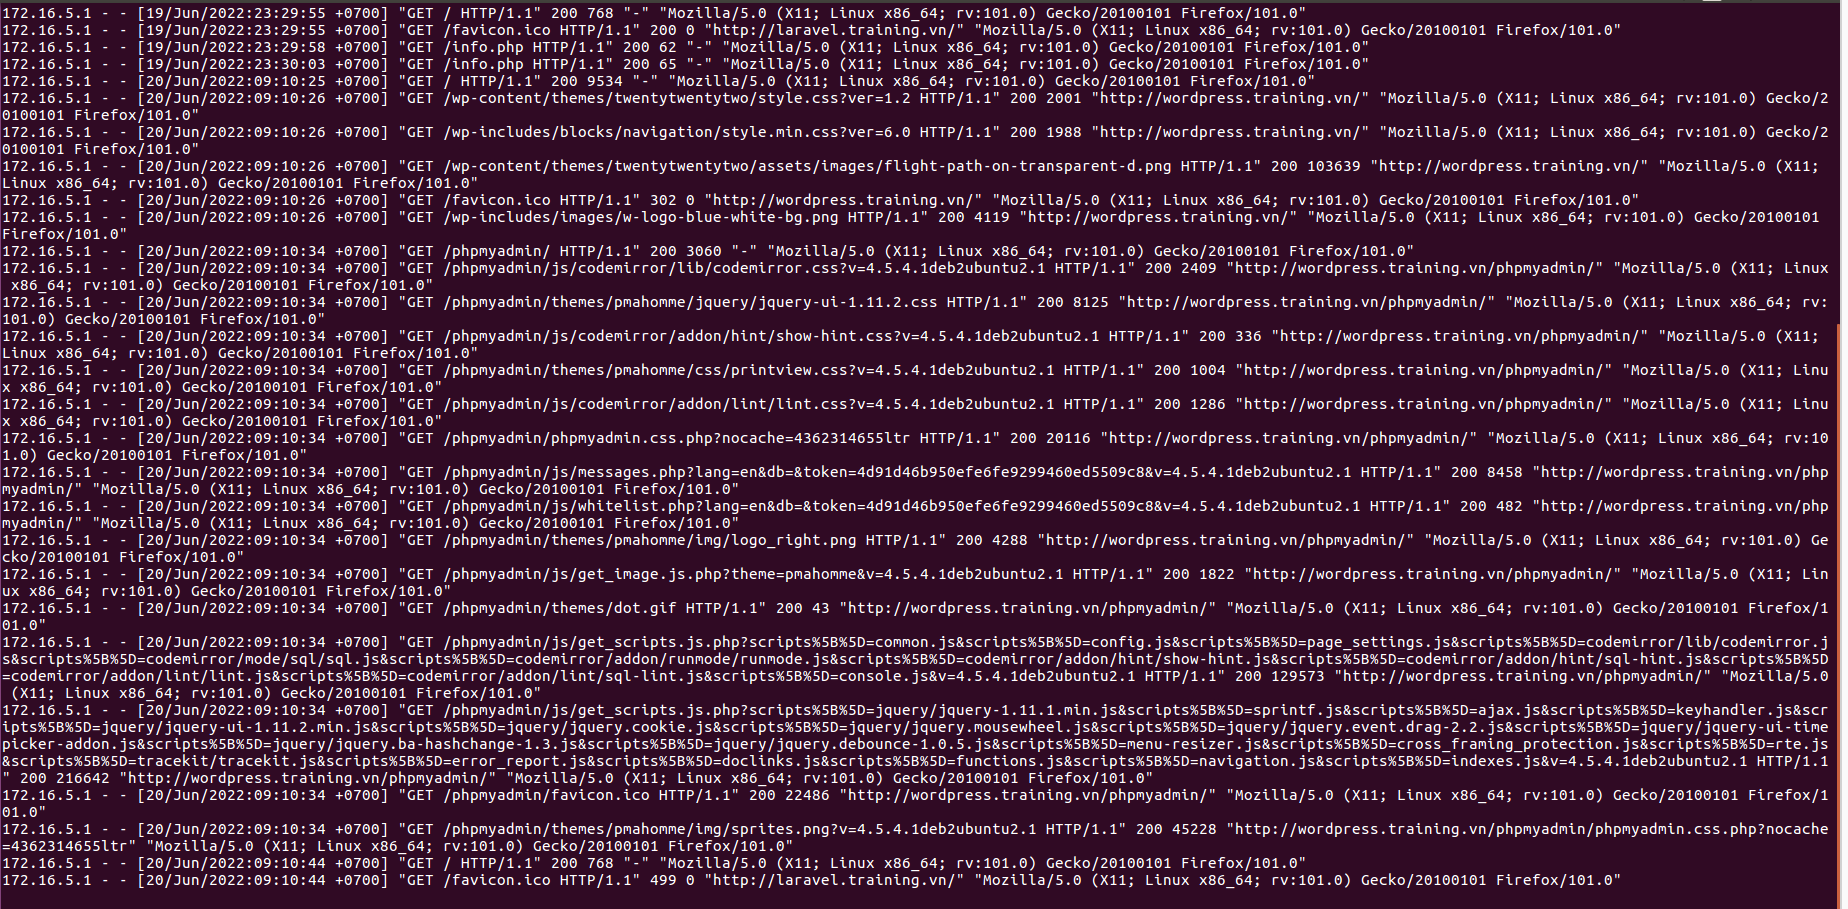 172.16.5.1 - - [19/Jun/2022:23:29:55 +0700] "GET / HTTP/1.1" 200 768 "-" "Mozilla/5.0 (X11; Linux x86_64; rv:101.0) Gecko/20100101 Firefox/101.0"
172.16.5.1 - - [19/Jun/2022:23:29:55 +0700] "GET /favicon.ico HTTP/1.1" 200 0 "http://laravel.training.vn/" "Mozilla/5.0 (X11; Linux x86_64; rv:101.0) Gecko/20100101 Firefox/101.0"
172.16.5.1 - - [19/Jun/2022:23:29:58 +0700] "GET /info.php HTTP/1.1" 200 62 "-" "Mozilla/5.0 (X11; Linux x86_64; rv:101.0) Gecko/20100101 Firefox/101.0"
172.16.5.1 - - [19/Jun/2022:23:30:03 +0700] "GET /info.php HTTP/1.1" 200 65 "-" "Mozilla/5.0 (X11; Linux x86_64; rv:101.0) Gecko/20100101 Firefox/101.0"
172.16.5.1 - - [20/Jun/2022:09:10:25 +0700] "GET / HTTP/1.1" 200 9534 "-" "Mozilla/5.0 (X11; Linux x86_64; rv:101.0) Gecko/20100101 Firefox/101.0"
172.16.5.1 - - [20/Jun/2022:09:10:26 +0700] "GET /wp-content/themes/twentytwentytwo/style.css?ver=1.2 HTTP/1.1" 200 2001 "http://wordpress.training.vn/" "Mozilla/5.0 (X11; Linux x86_64; rv:101.0) Gecko/2
0100101 Firefox/101.0"
172.16.5.1 - - [20/Jun/2022:09:10:26 +0700] "GET /wp-includes/blocks/navigation/style.min.css?ver=6.0 HTTP/1.1" 200 1988 "http://wordpress.training.vn/" "Mozilla/5.0 (X11; Linux x86_64; rv:101.0) Gecko/2
0100101 Firefox/101.0"
172.16.5.1 - - [20/Jun/2022:09:10:26 +0700] "GET /wp-content/themes/twentytwentytwo/assets/images/flight-path-on-transparent-d.png HTTP/1.1" 200 103639 "http://wordpress.training.vn/" "Mozilla/5.0 (X11;
Linux x86_64; rv:101.0) Gecko/20100101 Firefox/101.0"
172.16.5.1 - - [20/Jun/2022:09:10:26 +0700] "GET /favicon.ico HTTP/1.1" 302 0 "http://wordpress.training.vn/" "Mozilla/5.0 (X11; Linux x86_64; rv:101.0) Gecko/20100101 Firefox/101.0"
172.16.5.1 - - [20/Jun/2022:09:10:26 +0700] "GET /wp-includes/images/w-logo-blue-white-bg.png HTTP/1.1" 200 4119 "http://wordpress.training.vn/" "Mozilla/5.0 (X11; Linux x86_64; rv:101.0) Gecko/20100101
Firefox/101.0"
172.16.5.1 - - [20/Jun/2022:09:10:34 +0700] "GET /phpmyadmin/ HTTP/1.1" 200 3060 "-" "Mozilla/5.0 (X11; Linux x86_64; rv:101.0) Gecko/20100101 Firefox/101.0"
172.16.5.1 - - [20/Jun/2022:09:10:34 +0700] "GET /phpmyadmin/js/codemirror/lib/codemirror.css?v=4.5.4.1deb2ubuntu2.1 HTTP/1.1" 200 2409 "http://wordpress.training.vn/phpmyadmin/" "Mozilla/5.0 (X11; Linux
 x86_64; rv:101.0) Gecko/20100101 Firefox/101.0"
172.16.5.1 - - [20/Jun/2022:09:10:34 +0700] "GET /phpmyadmin/themes/pmahomme/jquery/jquery-ui-1.11.2.css HTTP/1.1" 200 8125 "http://wordpress.training.vn/phpmyadmin/" "Mozilla/5.0 (X11; Linux x86_64; rv:
101.0) Gecko/20100101 Firefox/101.0"
172.16.5.1 - - [20/Jun/2022:09:10:34 +0700] "GET /phpmyadmin/js/codemirror/addon/hint/show-hint.css?v=4.5.4.1deb2ubuntu2.1 HTTP/1.1" 200 336 "http://wordpress.training.vn/phpmyadmin/" "Mozilla/5.0 (X11;
Linux x86_64; rv:101.0) Gecko/20100101 Firefox/101.0"
172.16.5.1 - - [20/Jun/2022:09:10:34 +0700] "GET /phpmyadmin/themes/pmahomme/css/printview.css?v=4.5.4.1deb2ubuntu2.1 HTTP/1.1" 200 1004 "http://wordpress.training.vn/phpmyadmin/" "Mozilla/5.0 (X11; Linu
x x86_64; rv:101.0) Gecko/20100101 Firefox/101.0"
172.16.5.1 - - [20/Jun/2022:09:10:34 +0700] "GET /phpmyadmin/js/codemirror/addon/lint/lint.css?v=4.5.4.1deb2ubuntu2.1 HTTP/1.1" 200 1286 "http://wordpress.training.vn/phpmyadmin/" "Mozilla/5.0 (X11; Linu
x x86_64; rv:101.0) Gecko/20100101 Firefox/101.0"
172.16.5.1 - - [20/Jun/2022:09:10:34 +0700] "GET /phpmyadmin/phpmyadmin.css.php?nocache=4362314655ltr HTTP/1.1" 200 20116 "http://wordpress.training.vn/phpmyadmin/" "Mozilla/5.0 (X11; Linux x86_64; rv:10
1.0) Gecko/20100101 Firefox/101.0"
172.16.5.1 - - [20/Jun/2022:09:10:34 +0700] "GET /phpmyadmin/js/messages.php?lang=en&db=&token=4d91d46b950efe6fe9299460ed5509c8&v=4.5.4.1deb2ubuntu2.1 HTTP/1.1" 200 8458 "http://wordpress.training.vn/php
myadmin/" "Mozilla/5.0 (X11; Linux x86_64; rv:101.0) Gecko/20100101 Firefox/101.0"
172.16.5.1 - - [20/Jun/2022:09:10:34 +0700] "GET /phpmyadmin/js/whitelist.php?lang=en&db=&token=4d91d46b950efe6fe9299460ed5509c8&v=4.5.4.1deb2ubuntu2.1 HTTP/1.1" 200 482 "http://wordpress.training.vn/php
myadmin/" "Mozilla/5.0 (X11; Linux x86_64; rv:101.0) Gecko/20100101 Firefox/101.0"
172.16.5.1 - - [20/Jun/2022:09:10:34 +0700] "GET /phpmyadmin/themes/pmahomme/img/logo_right.png HTTP/1.1" 200 4288 "http://wordpress.training.vn/phpmyadmin/" "Mozilla/5.0 (X11; Linux x86_64; rv:101.0) Ge
cko/20100101 Firefox/101.0"
172.16.5.1 - - [20/Jun/2022:09:10:34 +0700] "GET /phpmyadmin/js/get_image.js.php?theme=pmahomme&v=4.5.4.1deb2ubuntu2.1 HTTP/1.1" 200 1822 "http://wordpress.training.vn/phpmyadmin/" "Mozilla/5.0 (X11; Lin
ux x86_64; rv:101.0) Gecko/20100101 Firefox/101.0"
172.16.5.1 - - [20/Jun/2022:09:10:34 +0700] "GET /phpmyadmin/themes/dot.gif HTTP/1.1" 200 43 "http://wordpress.training.vn/phpmyadmin/" "Mozilla/5.0 (X11; Linux x86_64; rv:101.0) Gecko/20100101 Firefox/1
01.0"
172.16.5.1 - - [20/Jun/2022:09:10:34 +0700] "GET /phpmyadmin/js/get_scripts.js.php?scripts%5B%5D=common.js&scripts%5B%5D=config.js&scripts%5B%5D=page_settings.js&scripts%5B%5D=codemirror/lib/codemirror.j
s&scripts%5B%5D=codemirror/mode/sql/sql.js&scripts%5B%5D=codemirror/addon/runmode/runmode.js&scripts%5B%5D=codemirror/addon/hint/show-hint.js&scripts%5B%5D=codemirror/addon/hint/sql-hint.js&scripts%5B%5D
=codemirror/addon/lint/lint.js&scripts%5B%5D=codemirror/addon/lint/sql-lint.js&scripts%5B%5D=console.js&v=4.5.4.1deb2ubuntu2.1 HTTP/1.1" 200 129573 "http://wordpress.training.vn/phpmyadmin/" "Mozilla/5.0
 (X11; Linux x86_64; rv:101.0) Gecko/20100101 Firefox/101.0"
172.16.5.1 - - [20/Jun/2022:09:10:34 +0700] "GET /phpmyadmin/js/get_scripts.js.php?scripts%5B%5D=jquery/jquery-1.11.1.min.js&scripts%5B%5D=sprintf.js&scripts%5B%5D=ajax.js&scripts%5B%5D=keyhandler.js&scr
ipts%5B%5D=jquery/jquery-ui-1.11.2.min.js&scripts%5B%5D=jquery/jquery.cookie.js&scripts%5B%5D=jquery/jquery.mousewheel.js&scripts%5B%5D=jquery/jquery.event.drag-2.2.js&scripts%5B%5D=jquery/jquery-ui-time
picker-addon.js&scripts%5B%5D=jquery/jquery.ba-hashchange-1.3.js&scripts%5B%5D=jquery/jquery.debounce-1.0.5.js&scripts%5B%5D=menu-resizer.js&scripts%5B%5D=cross_framing_protection.js&scripts%5B%5D=rte.js
&scripts%5B%5D=tracekit/tracekit.js&scripts%5B%5D=error_report.js&scripts%5B%5D=doclinks.js&scripts%5B%5D=functions.js&scripts%5B%5D=navigation.js&scripts%5B%5D=indexes.js&v=4.5.4.1deb2ubuntu2.1 HTTP/1.1
" 200 216642 "http://wordpress.training.vn/phpmyadmin/" "Mozilla/5.0 (X11; Linux x86_64; rv:101.0) Gecko/20100101 Firefox/101.0"
172.16.5.1 - - [20/Jun/2022:09:10:34 +0700] "GET /phpmyadmin/favicon.ico HTTP/1.1" 200 22486 "http://wordpress.training.vn/phpmyadmin/" "Mozilla/5.0 (X11; Linux x86_64; rv:101.0) Gecko/20100101 Firefox/1
01.0"
172.16.5.1 - - [20/Jun/2022:09:10:34 +0700] "GET /phpmyadmin/themes/pmahomme/img/sprites.png?v=4.5.4.1deb2ubuntu2.1 HTTP/1.1" 200 45228 "http://wordpress.training.vn/phpmyadmin/phpmyadmin.css.php?nocache
=4362314655ltr" "Mozilla/5.0 (X11; Linux x86_64; rv:101.0) Gecko/20100101 Firefox/101.0"
172.16.5.1 - - [20/Jun/2022:09:10:44 +0700] "GET / HTTP/1.1" 200 768 "-" "Mozilla/5.0 (X11; Linux x86_64; rv:101.0) Gecko/20100101 Firefox/101.0"
172.16.5.1 - - [20/Jun/2022:09:10:44 +0700] "GET /favicon.ico HTTP/1.1" 499 0 "http://laravel.training.vn/" "Mozilla/5.0 (X11; Linux x86_64; rv:101.0) Gecko/20100101 Firefox/101.0"